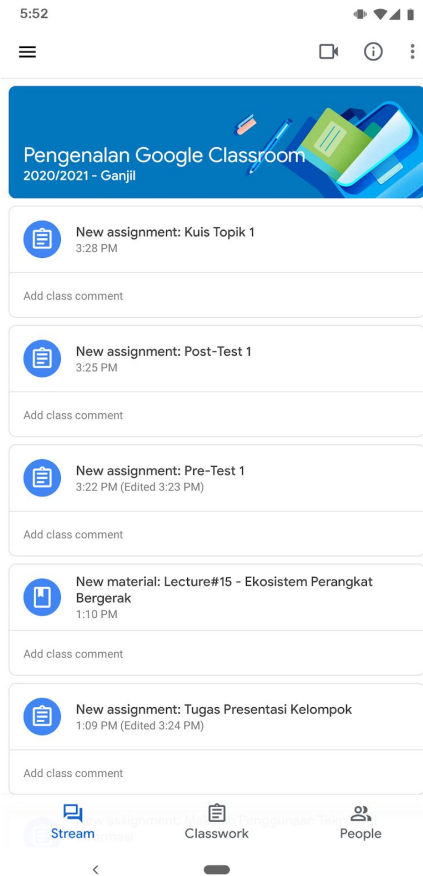 5:52
Pengenalan Google Classroom
2020/2021 - Ganjil
New assignment: Kuis Topik 1
3:28 PM
Add class comment
New assignment: Post-Test 1
3:25 PM
Add class comment
New assignment: Pre-Test 1
3:22 PM (Edited 3:23 PM)
Add class comment
New material: Lecture#15 - Ekosistem Perangkat
Bergerak
1:10 PM
Add class comment
New assignment: Tugas Presentasi Kelompok
1:09 PM (Edited 3:24 PM)
Add class comment
Stream
Classwork
People